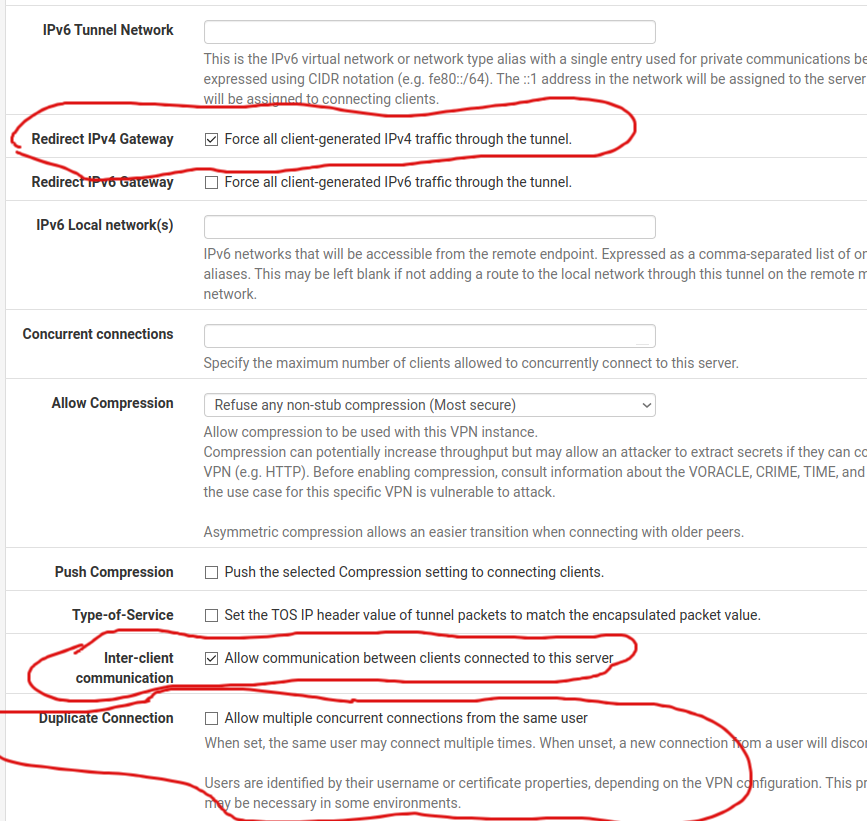 IPv6 Tunnel Network
This is the IPv6 virtual network or network type alias with a single entry used for private communications be
expressed using CIDR notation (e.g. fe80::/64). The ::1 address in the network will be assigned to the server
will be assigned to connecting clients.
Redirect IPv4 Gateway Force all client-generated IPv4 traffic through the tunnel.
Redirect IPv6 Gateway Force all client-generated IPv6 traffic through the tunnel.
IPv6 Local network(s)
IPv6 networks that will be accessible from the remote endpoint. Expressed as a comma-separated list of or
aliases. This may be left blank if not adding a route to the local network through this tunnel on the remote m
network.
Concurrent connections
Specify the maximum number of clients allowed to concurrently connect to this server.
Allow Compression Refuse any non-stub compression (Most secure)
Allow compression to be used with this VPN instance.
Compression can potentially increase throughput but may allow an attacker to extract secrets if they can co
VPN (e.g. HTTP). Before enabling compression, consult information about the VORACLE, CRIME, TIME, and
the use case for this specific VPN is vulnerable to attack.
Asymmetric compression allows an easier transition when connecting with older peers.
Push Compression Push the selected Compression setting to connecting clients.
Type-of-Service Set the TOS IP header value of tunnel packets to match the encapsulated packet value.
Inter-client Allow communication between clients connected to this server
communication
Duplicate Connection Allow multiple concurrent connections from the same user
When set, the same user may connect multiple times. When unset, a new connection from a user will disco
Users are identified by their username or certificate properties, depending on the VPN configuration. This pr
may be necessary in some environments.